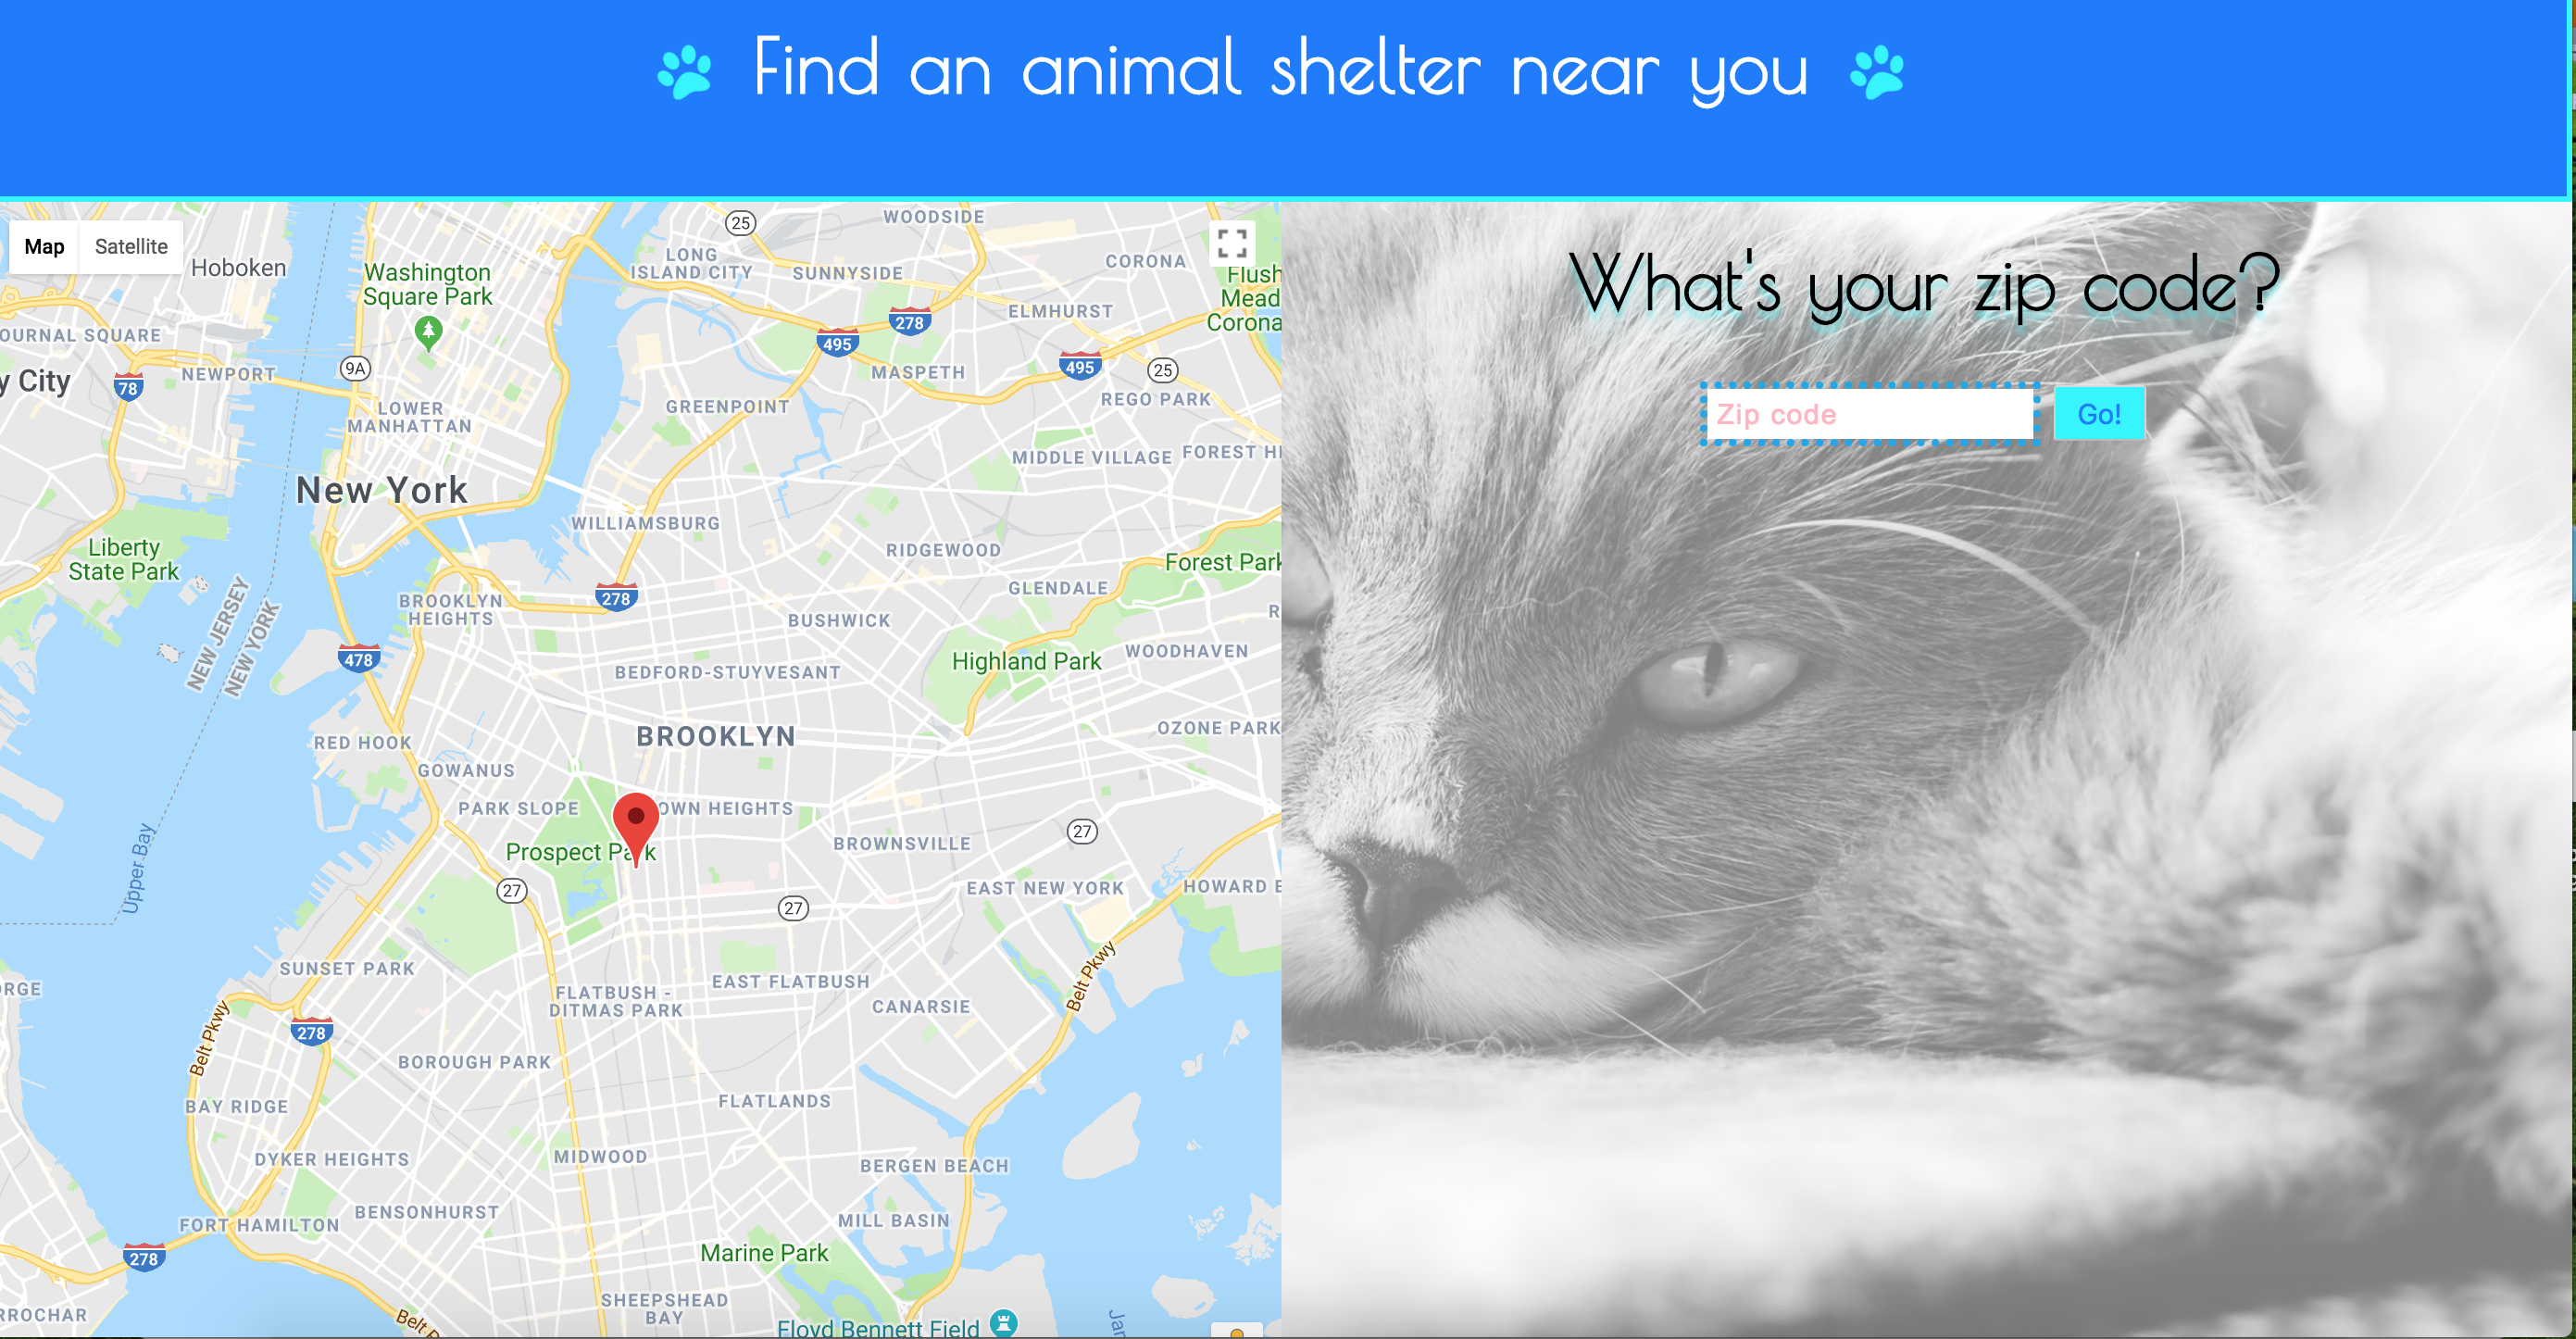 Find an animal shelter near you
Map Satellite
What's your zip code?
Zip code
Go!
25
WOODSIDE
LONG
ISLAND CITY
SUNNYSIDE
CORONA
Hoboken
Washington
Square Park
Flush
Mead
Corona
278
ELMHURST
OURNAL SQUARE
495
9A
495
25
NEWPORT
MASPETH
y City
78
REGO PARK
GREENPOINT
LOWER
MANHATTAN
MIDDLE VILLAGE
FOREST HI
New York
WILLIAMSBURG
RIDGEWOOD
Liberty
State Park
Forest Park
GLENDALE
278
BROOKLYN
HEIGHTS
R
BUSHWICK
NEW JERSEY
NEW YORK
478
WOODHAVEN
Highland Park
BEDFORD-STUYVESANT
OZONE PARK
BROOKLYN
RED HOOK
GOWANUS
PARK SLOPE
OWN HEIGHTS
27
BROWNSVILLE
Prospect Park
Upper Bay
27
EAST NEW YORK
HOWARD B
27
SUNSET PARK
EAST FLATBUSH
Belt Pkwy
ORGE
FLATBUSH -
DITMAS PARK
CANARSIE
278
Belt Pkwy
BOROUGH PARK
FLATLANDS
BAY RIDGE
MIDWOOD
DYKER HEIGHTS
BERGEN BEACH
BENSONHURST
MILL BASIN
FORT HAMILTON
278
Marine Park
SHEEPSHEAD
BAY
RROCHAR
Belt P
Floyd Bennett Field
Jar